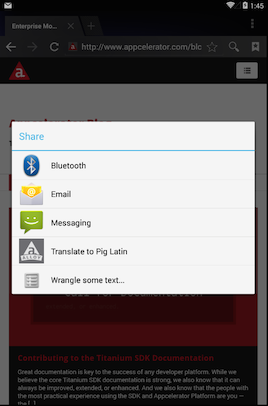 1:45
Enterprise Mo...
http://www.appcelerator.com/blc
Share
Bluetooth
Email
Messaging
Translate to Pig Latin
Wrangle some text...
Contributing to the Titanium SDK Documentation
Great documentation is key to the success of any developer platform. While we
believe the core Titanium SDK documentation is strong, we also know that it can
always be improved, extended, or enhanced. And we also know that the people with
the most practical experience using the SDK and Appcelerator Platform are you —
the [...]